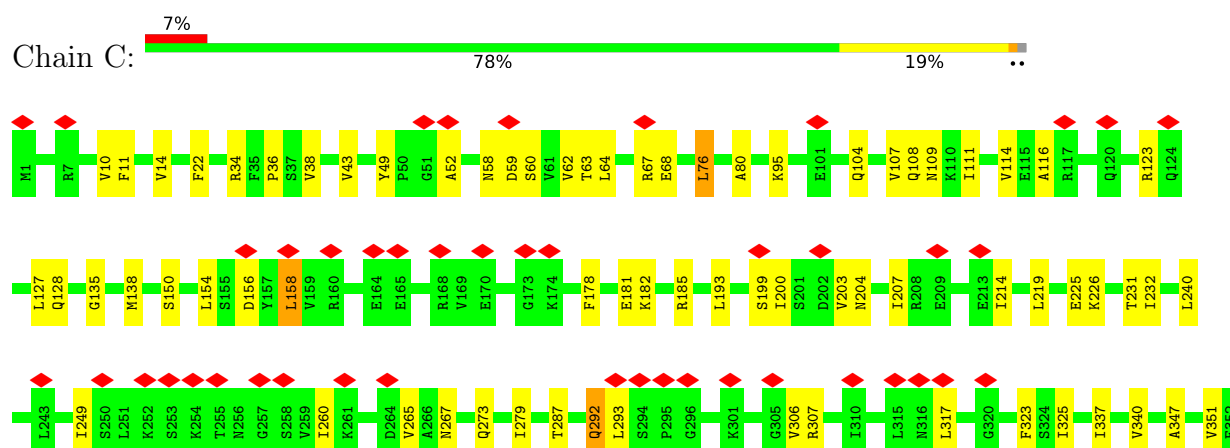 7%
Chain C:
78% 19% ••
M1 R7 V10 F11 V14 F22 R34 F35 P36 S37 V38 V43 Y49 P50 G51 A52 N58 D59 S60 V61 V62 T63 L64 R67 E68 L76 A80 K95 E101 Q104 V107 Q108 N109 K110 I111 V114 E115 A116 R117 Q120 R123 Q124
L127 Q128 G135 M138 S150 L154 S155 D156 Y157 L158 V159 R160 E164 E165 R168 V169 E170 G173 K174 F178 E181 K182 R185 L193 S199 I200 S201 D202 V203 N204 I207 R208 E209 E213 I214 L219 E225 K226 T231 I232 L240
L243 I249 S250 L251 K252 S253 K254 T255 N256 G257 S258 V259 I260 K261 D264 V265 A266 N267 Q273 I279 T287 Q292 L293 S294 P295 G296 K301 G305 V306 R307 I310 L315 N316 L317 G320 F323 S324 I325 I337 V340 A347 V351